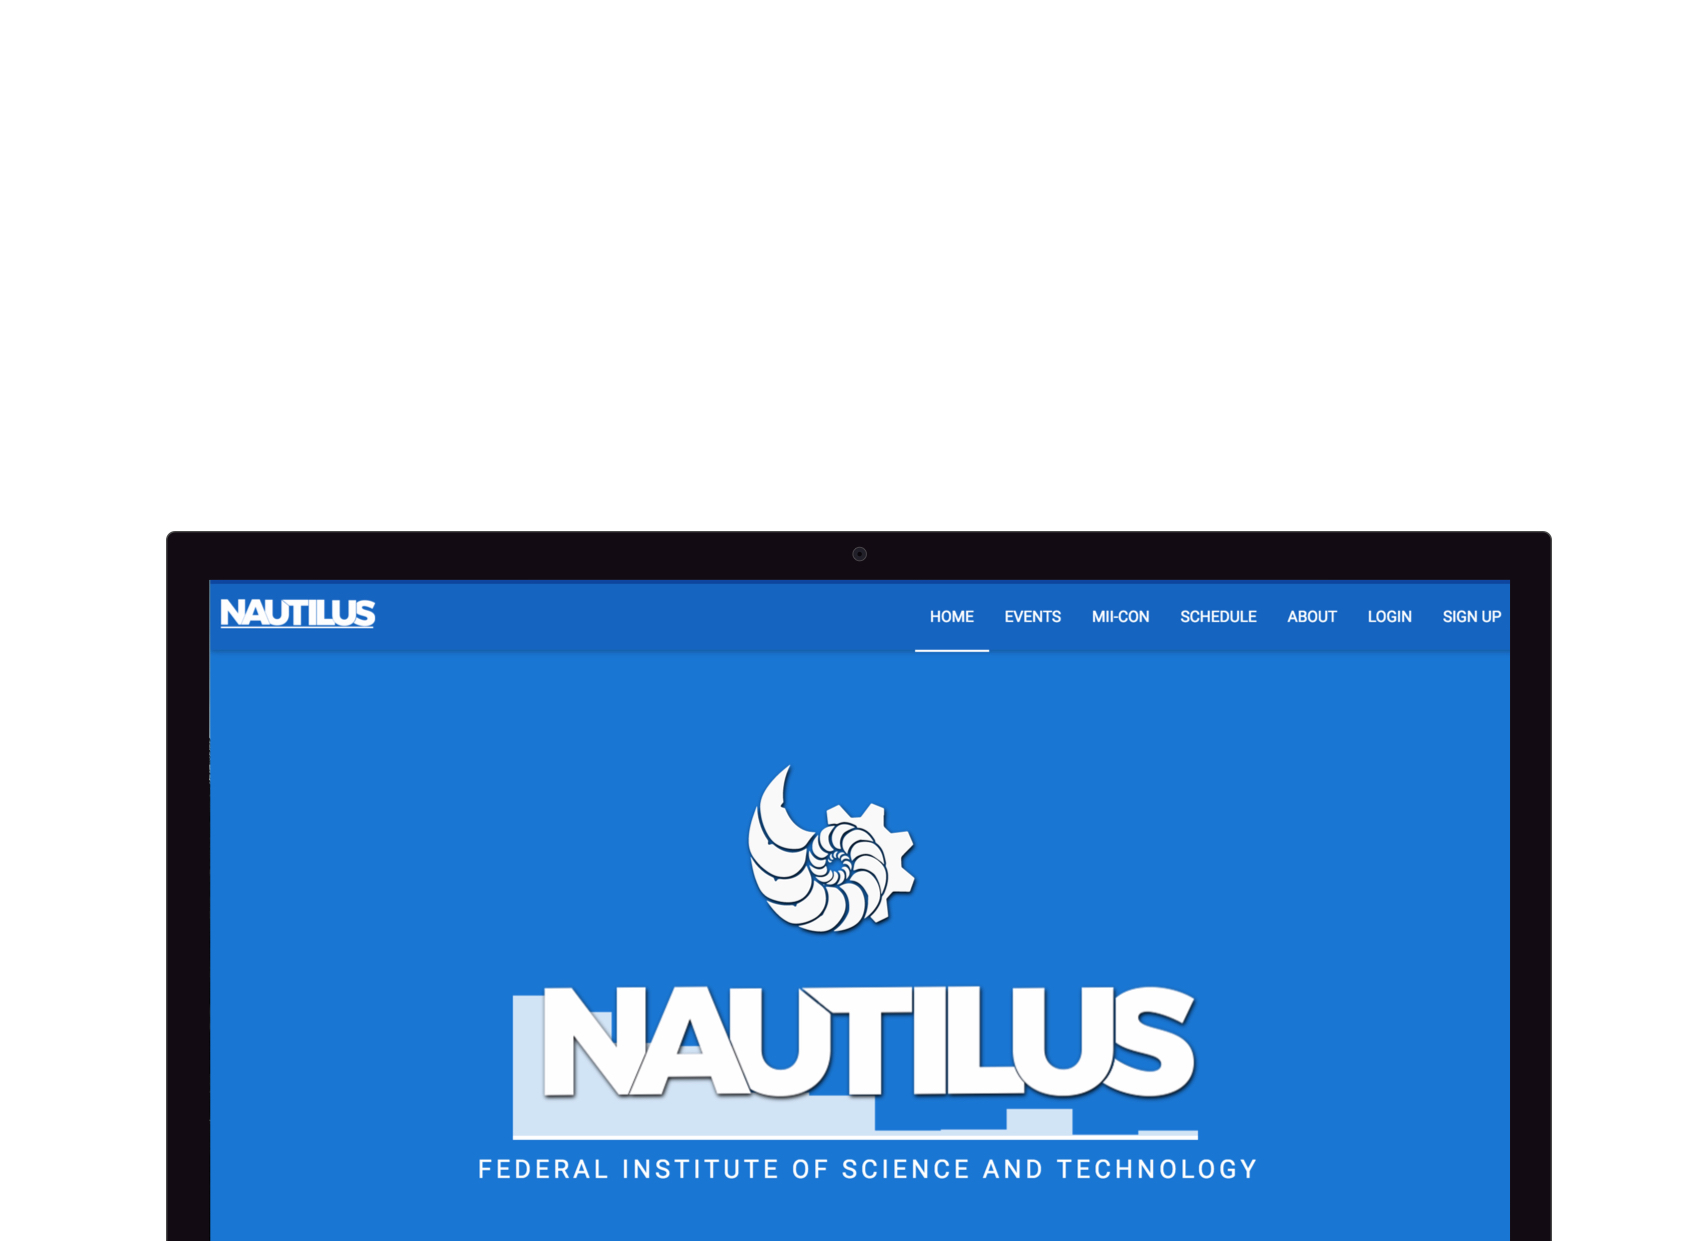 NAUTILUS
HOME EVENTS MII-CON SCHEDULE ABOUT LOGIN SIGN UP
NAUTILUS
FEDERAL INSTITUTE OF SCIENCE AND TECHNOLOGY